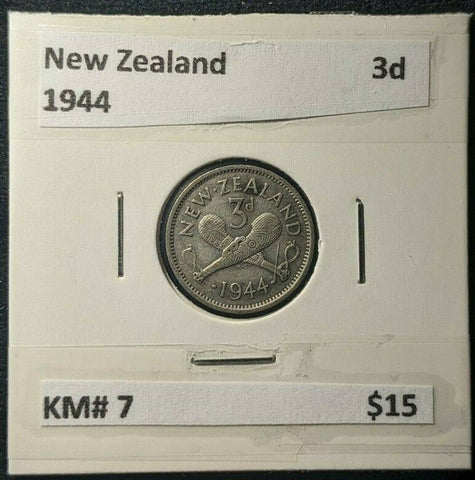 New Zealand 3d
1944
NEW·ZEALAND
3d
·1944·
KM# 7 $15